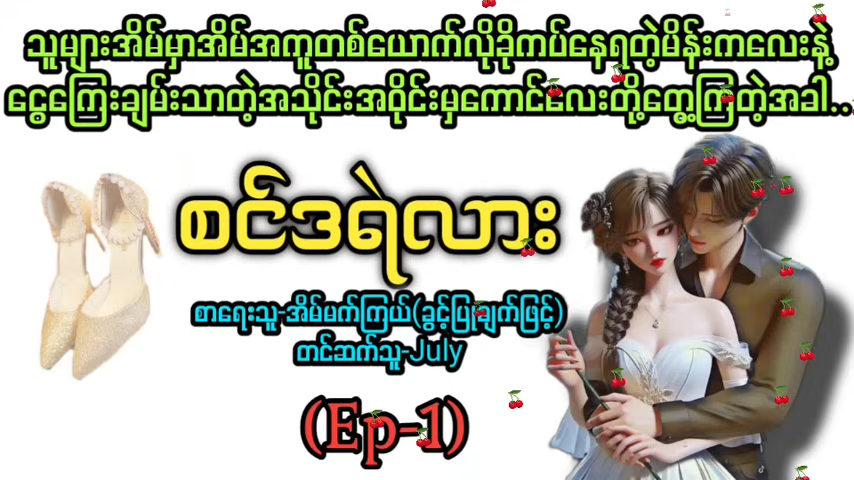 သူများအိမ်မှာအိမ်အကူတစ်ယောက်လိုခိုကပ်နေရတဲ့မိန်းကလေးနဲ့
ငွေကြေးချမ်းသာတဲ့အသိုင်းအဝိုင်းမှကောင်လေးတို့တွေ့ကြတဲ့အခါ...
စင်ဒရဲလား
စာရေးသူ-အိမ်မက်ကြယ်(ခွင့်ပြုချက်ဖြင့်)
တင်ဆက်သူ-July
(Ep-1)